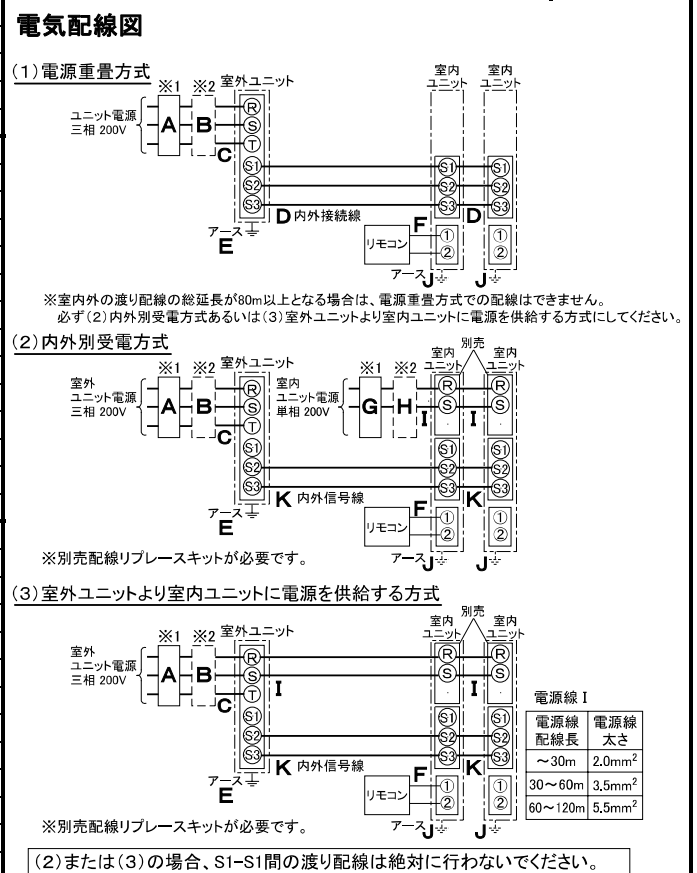 電気配線図
(1)電源重畳方式
※1 ※2 室外ユニット
室内
ユニット
室内
ユニット
ユニット電源
三相 200V
A B C
R
S
T
S1
S2
S3
S1
S2
S3
S1
S2
S3
D 内外接続線
D
アース
E
リモコン
F
①
②
①
②
アース
J J
※室内外の渡り配線の総延長が80m以上となる場合は、電源重畳方式での配線はできません。
必ず(2)内外別受電方式あるいは(3)室外ユニットより室内ユニットに電源を供給する方式にしてください。
(2)内外別受電方式
※1 ※2 室外ユニット
室外
ユニット電源
三相 200V
A B C
R
S
T
S1
S2
S3
※1 ※2
室内
ユニット電源
単相 200V
G H I I
別売
室内
ユニット
室内
ユニット
R
S
S1
S2
S3
R
S
S1
S2
S3
K 内外信号線
K
アース
E
リモコン
F
①
②
①
②
アース
J J
※別売配線リプレースキットが必要です。
(3)室外ユニットより室内ユニットに電源を供給する方式
※1 ※2 室外ユニット
室外
ユニット電源
三相 200V
A B C
R
S
T
S1
S2
S3
I I
別売
室内
ユニット
室内
ユニット
R
S
S1
S2
S3
R
S
S1
S2
S3
K 内外信号線
K
アース
E
リモコン
F
①
②
①
②
アース
J J
※別売配線リプレースキットが必要です。
電源線 I
電源線
配線長
電源線
太さ
～30m 2.0mm²
30～60m 3.5mm²
60～120m 5.5mm²
(2)または(3)の場合、S1-S1間の渡り配線は絶対に行わないでください。